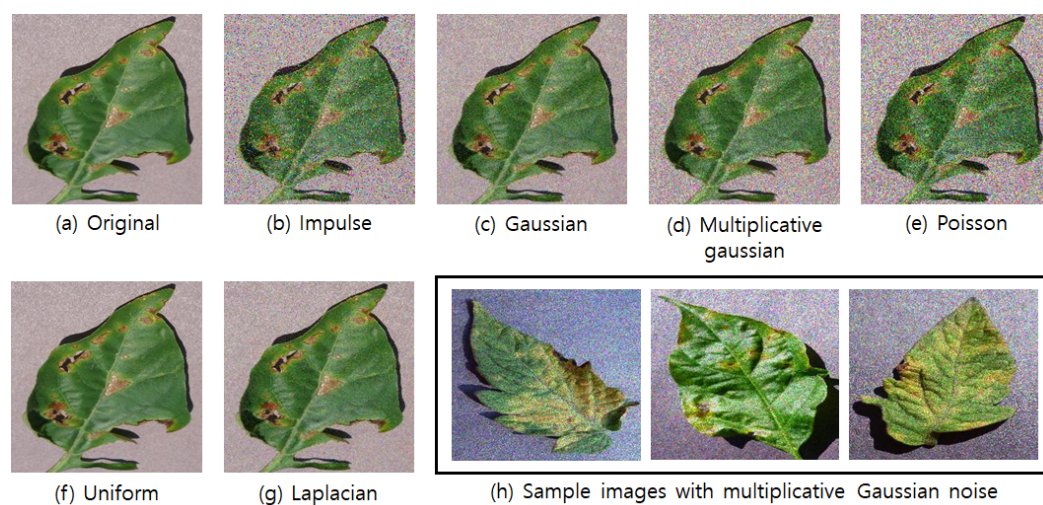 (a) Original
(b) Impulse
(c) Gaussian
(d) Multiplicative
gaussian
(e) Poisson
(f) Uniform
(g) Laplacian
(h) Sample images with multiplicative Gaussian noise